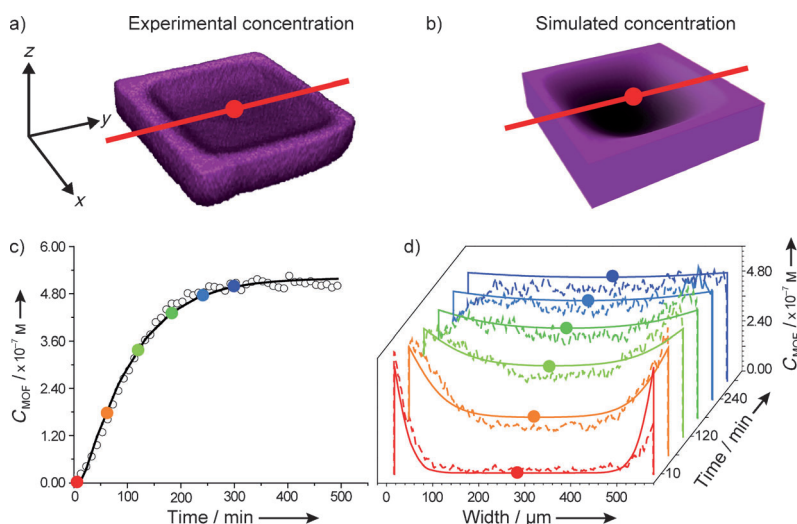 a) Experimental concentration
b) Simulated concentration
z
y
x
c)
6.00
4.80
3.60
2.40
1.20
0.00
C_MOF / × 10⁻⁷ M ⟶
0 100 200 300 400 500
Time / min ⟶
d)
4.80
2.40
0.00
C_MOF / × 10⁻⁷ M ⟶
240
120
10
Time / min ⟶
0 100 200 300 400 500
Width / µm ⟶